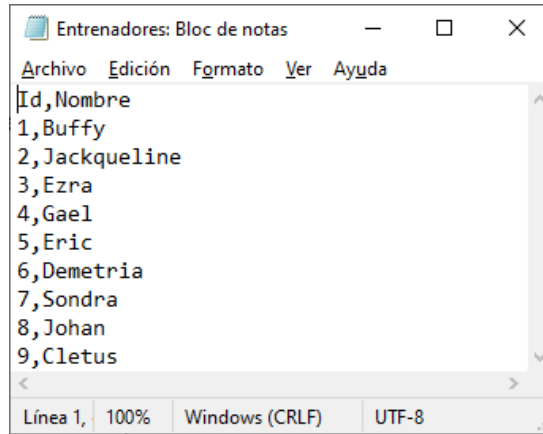 Entrenadores: Bloc de notas
Archivo Edición Formato Ver Ayuda
Id,Nombre
1,Buffy
2,Jackqueline
3,Ezra
4,Gael
5,Eric
6,Demetria
7,Sondra
8,Johan
9,Cletus
Línea 1, 100% Windows (CRLF) UTF-8